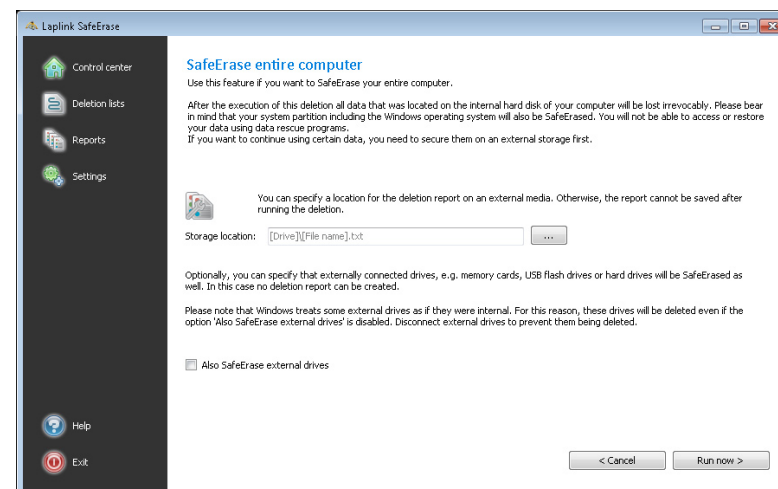 Laplink SafeErase
Control center
Deletion lists
Reports
Settings
Help
Exit
SafeErase entire computer
Use this feature if you want to SafeErase your entire computer.
After the execution of this deletion all data that was located on the internal hard disk of your computer will be lost irrevocably. Please bear
in mind that your system partition including the Windows operating system will also be SafeErased. You will not be able to access or restore
your data using data rescue programs.
If you want to continue using certain data, you need to secure them on an external storage first.
You can specify a location for the deletion report on an external media. Otherwise, the report cannot be saved after
running the deletion.
Storage location: [Drive]\[File name].txt ...
Optionally, you can specify that externally connected drives, e.g. memory cards, USB flash drives or hard drives will be SafeErased as
well. In this case no deletion report can be created.
Please note that Windows treats some external drives as if they were internal. For this reason, these drives will be deleted even if the
option 'Also SafeErase external drives' is disabled. Disconnect external drives to prevent them being deleted.
Also SafeErase external drives
< Cancel Run now >